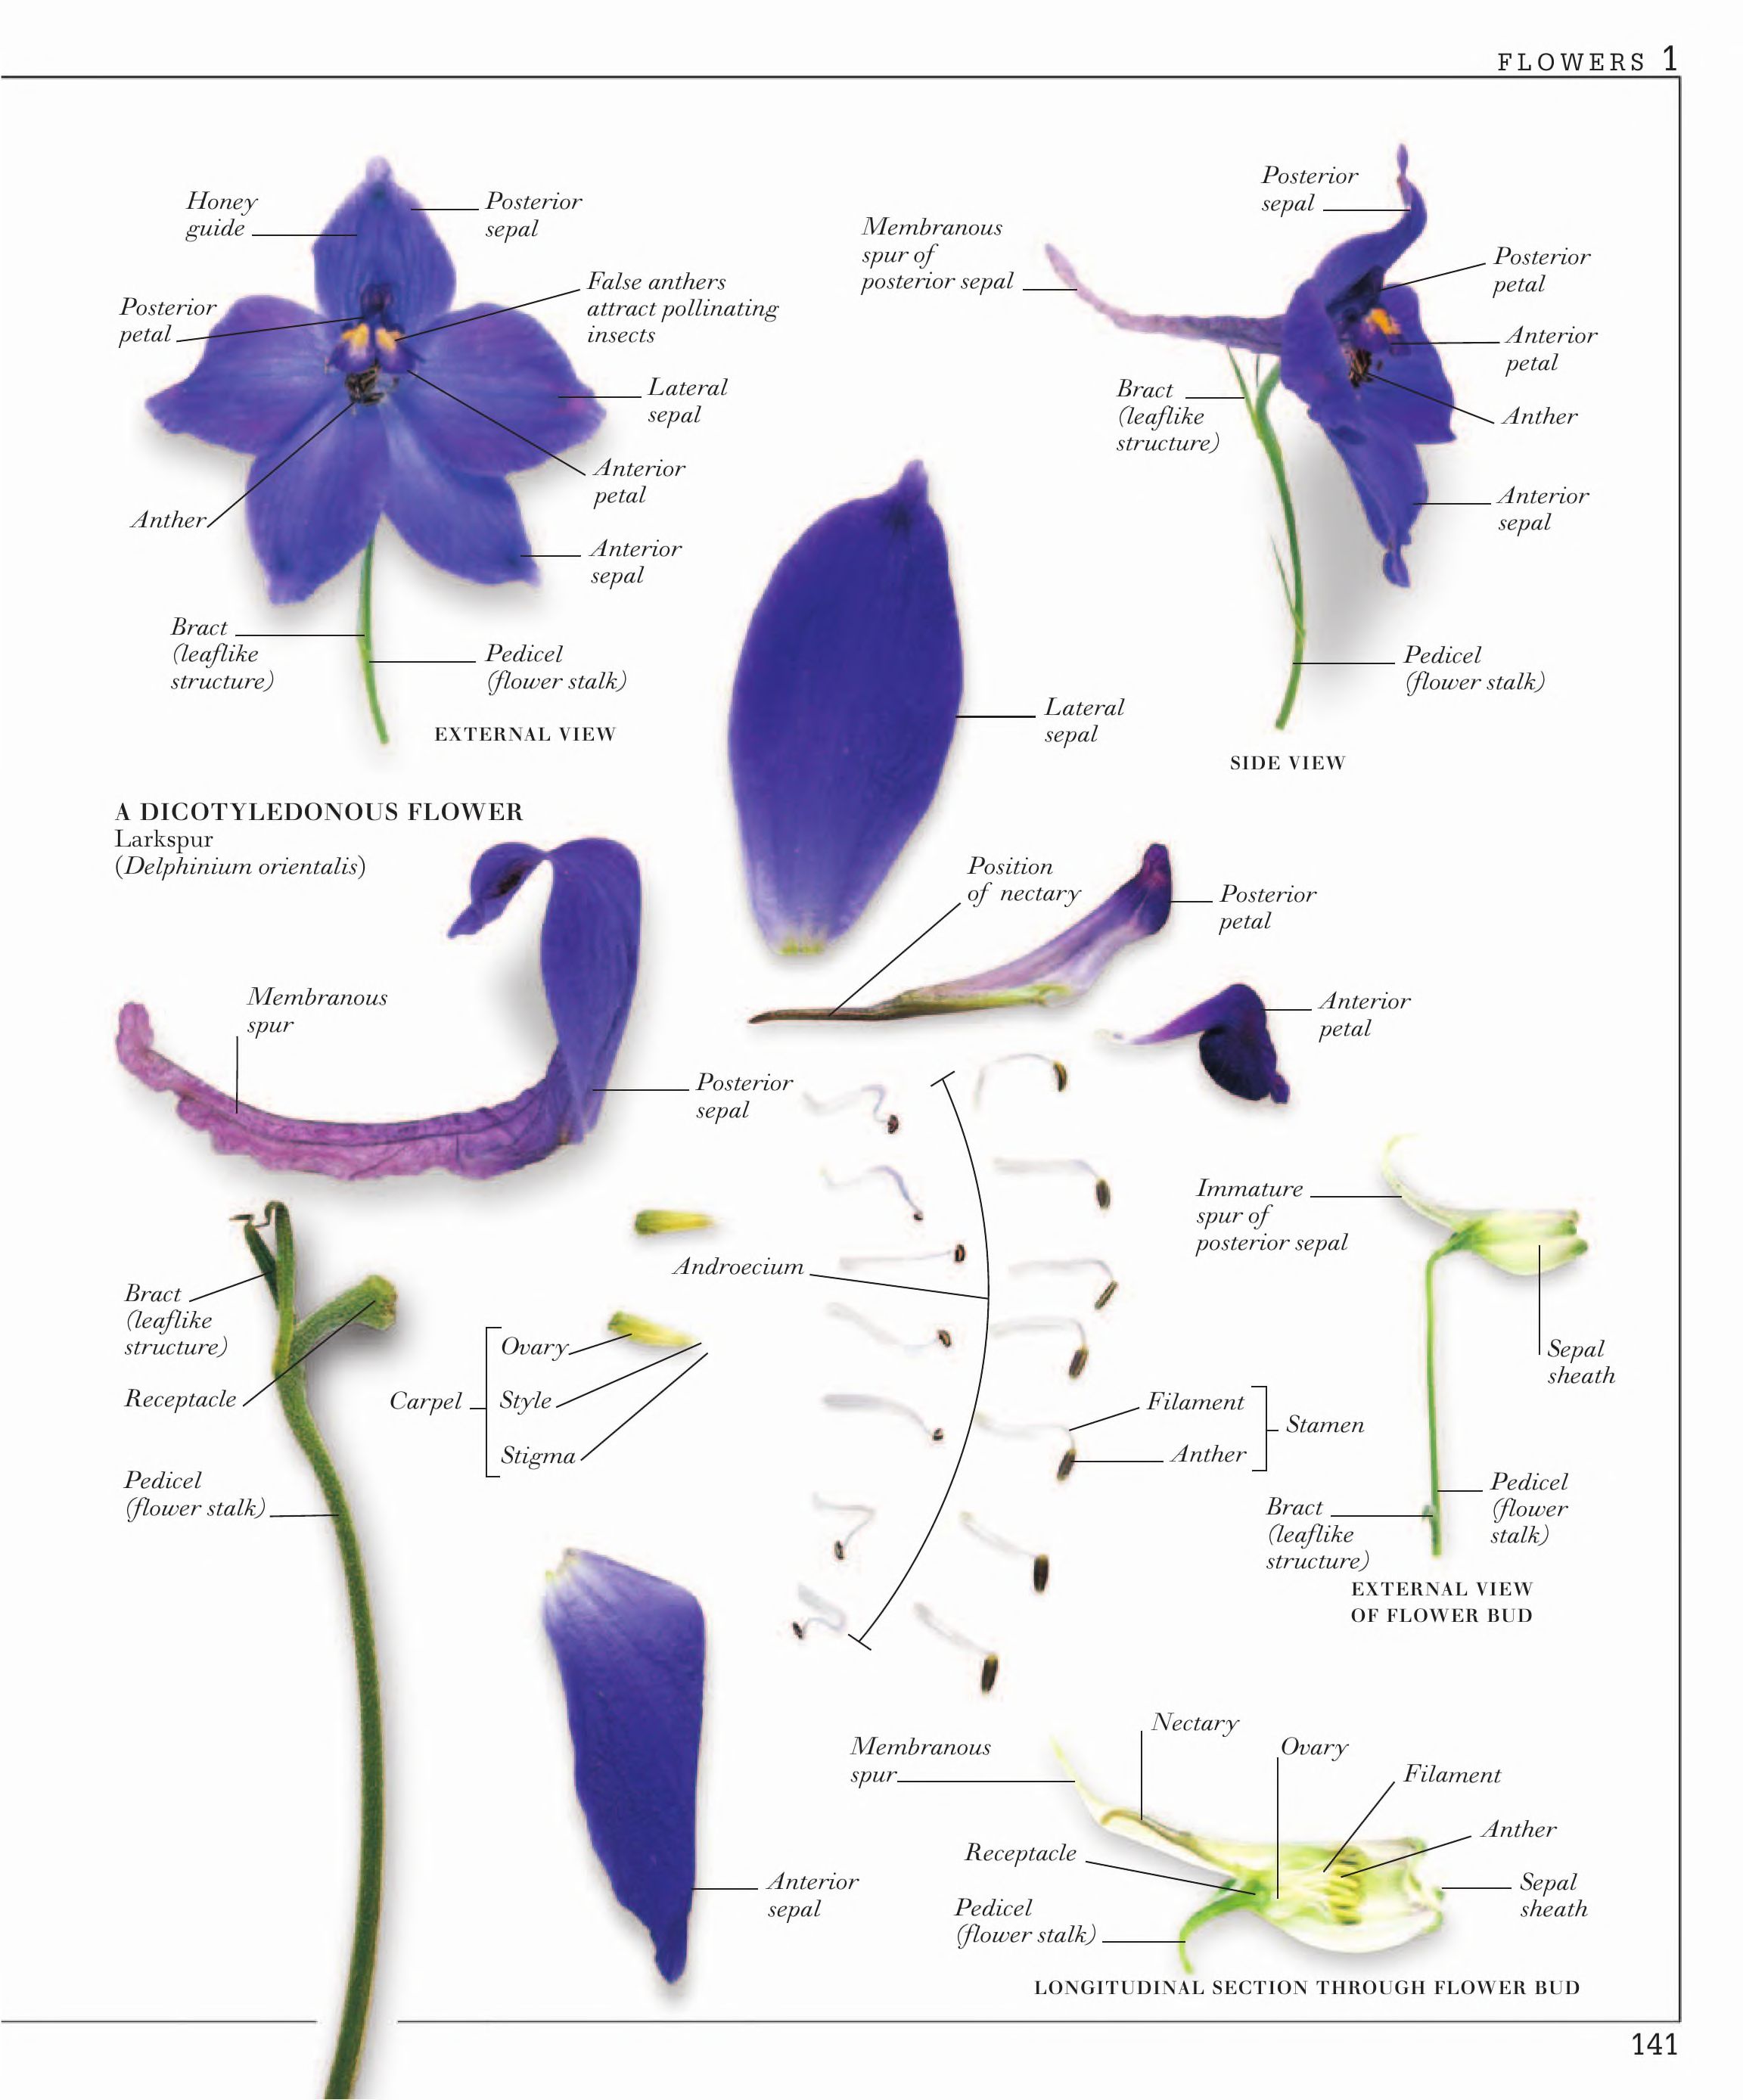 FLOWERS 1
Honey
guide
Posterior
sepal
Posterior
petal
False anthers
attract pollinating
insects
Lateral
sepal
Anterior
petal
Anther
Anterior
sepal
Bract
(leaflike
structure)
Pedicel
(flower stalk)
EXTERNAL VIEW
Posterior
sepal
Membranous
spur of
posterior sepal
Posterior
petal
Anterior
petal
Bract
(leaflike
structure)
Anther
Anterior
sepal
Pedicel
(flower stalk)
SIDE VIEW
Lateral
sepal
A DICOTYLEDONOUS FLOWER
Larkspur
(Delphinium orientalis)
Position
of nectary
Posterior
petal
Membranous
spur
Anterior
petal
Posterior
sepal
Immature
spur of
posterior sepal
Androecium
Bract
(leaflike
structure)
Receptacle
Carpel
Ovary
Style
Stigma
Sepal
sheath
Filament
Anther
Stamen
Pedicel
(flower stalk)
Bract
(leaflike
structure)
Pedicel
(flower
stalk)
EXTERNAL VIEW
OF FLOWER BUD
Membranous
spur
Nectary
Ovary
Filament
Anther
Receptacle
Sepal
sheath
Pedicel
(flower stalk)
Anterior
sepal
LONGITUDINAL SECTION THROUGH FLOWER BUD
141